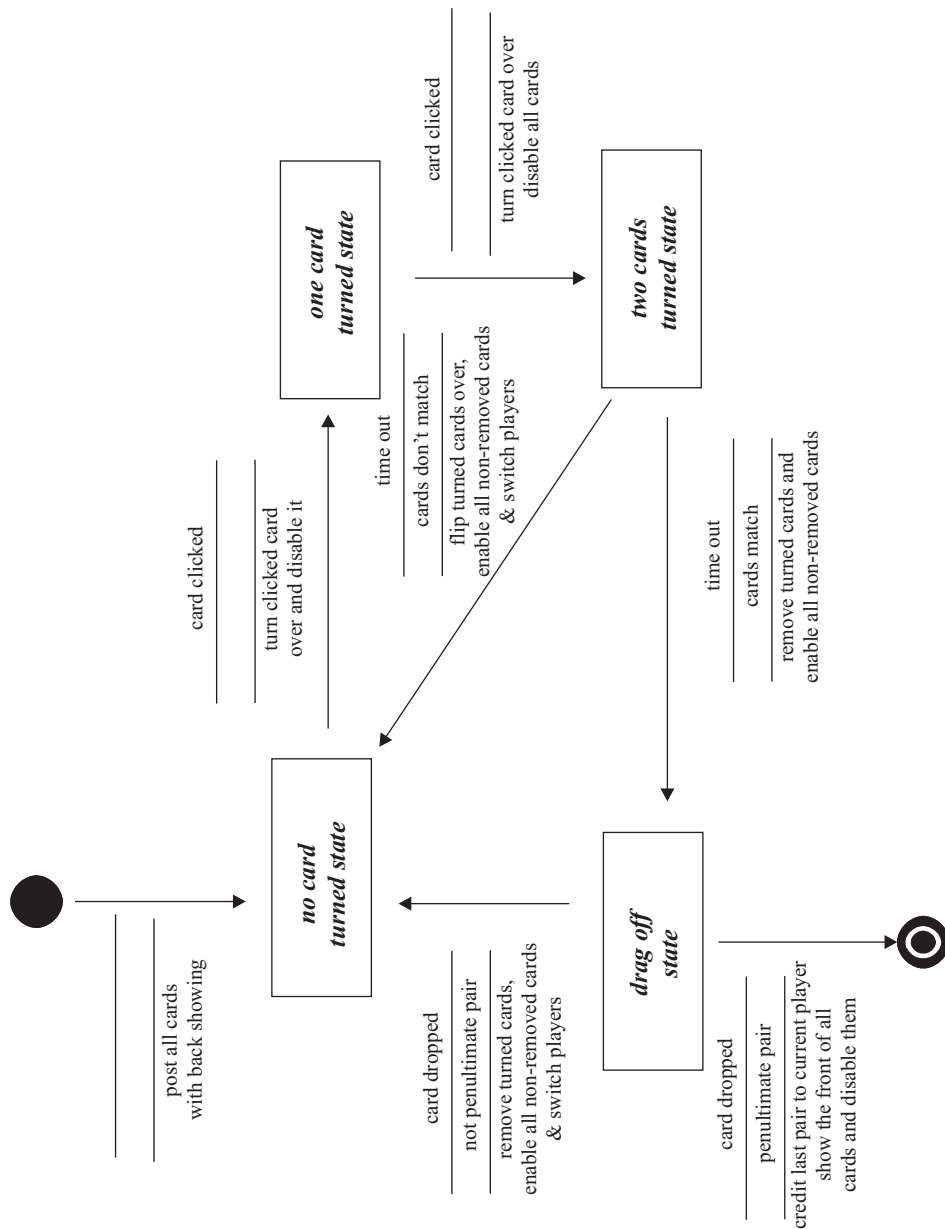 post all cards
with back showing
no card
turned state
card clicked
turn clicked card
over and disable it
one card
turned state
card clicked
turn clicked card over
disable all cards
time out
cards don't match
flip turned cards over,
enable all non-removed cards
& switch players
two cards
turned state
time out
cards match
remove turned cards and
enable all non-removed cards
card dropped
not penultimate pair
remove turned cards,
enable all non-removed cards
& switch players
drag off
state
card dropped
penultimate pair
credit last pair to current player
show the front of all
cards and disable them